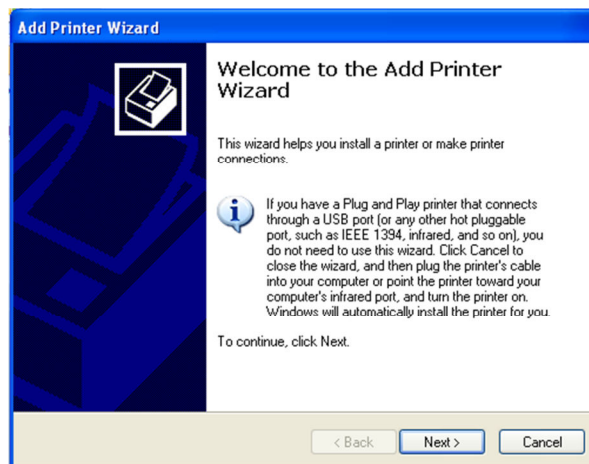 Add Printer Wizard
Welcome to the Add Printer
Wizard
This wizard helps you install a printer or make printer
connections.
If you have a Plug and Play printer that connects
through a USB port (or any other hot pluggable
port, such as IEEE 1394, infrared, and so on), you
do not need to use this wizard. Click Cancel to
close the wizard, and then plug the printer's cable
into your computer or point the printer toward your
computer's infrared port, and turn the printer on.
Windows will automatically install the printer for you.
To continue, click Next.
< Back Next > Cancel